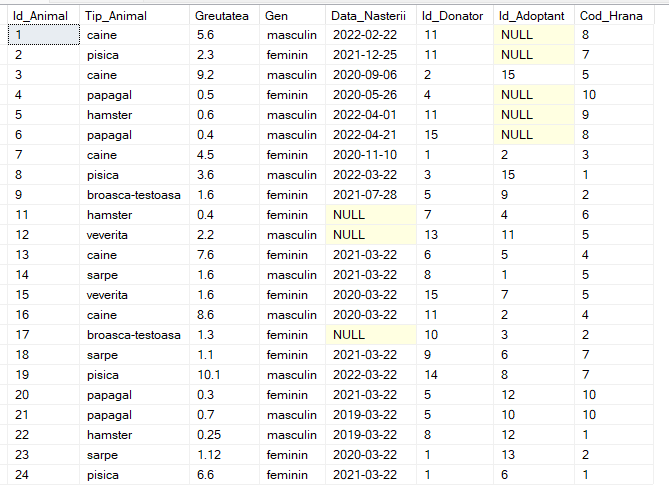 Id_Animal Tip_Animal Greutatea Gen Data_Nasterii Id_Donator Id_Adoptant Cod_Hrana
1 caine 5.6 masculin 2022-02-22 11 NULL 8
2 pisica 2.3 feminin 2021-12-25 11 NULL 7
3 caine 9.2 masculin 2020-09-06 2 15 5
4 papagal 0.5 feminin 2020-05-26 4 NULL 10
5 hamster 0.6 masculin 2022-04-01 11 NULL 9
6 papagal 0.4 masculin 2022-04-21 15 NULL 8
7 caine 4.5 feminin 2020-11-10 1 2 3
8 pisica 3.6 masculin 2022-03-22 3 15 1
9 broasca-testoasa 1.6 feminin 2021-07-28 5 9 2
11 hamster 0.4 feminin NULL 7 4 6
12 veverita 2.2 masculin NULL 13 11 5
13 caine 7.6 feminin 2021-03-22 6 5 4
14 sarpe 1.6 masculin 2021-03-22 8 1 5
15 veverita 1.6 feminin 2020-03-22 15 7 5
16 caine 8.6 masculin 2020-03-22 11 2 4
17 broasca-testoasa 1.3 feminin NULL 10 3 2
18 sarpe 1.1 feminin 2021-03-22 9 6 7
19 pisica 10.1 masculin 2022-03-22 14 8 7
20 papagal 0.3 feminin 2021-03-22 5 12 10
21 papagal 0.7 masculin 2019-03-22 5 10 10
22 hamster 0.25 masculin 2019-03-22 8 12 1
23 sarpe 1.12 feminin 2020-03-22 1 13 2
24 pisica 6.6 feminin 2021-03-22 1 6 1